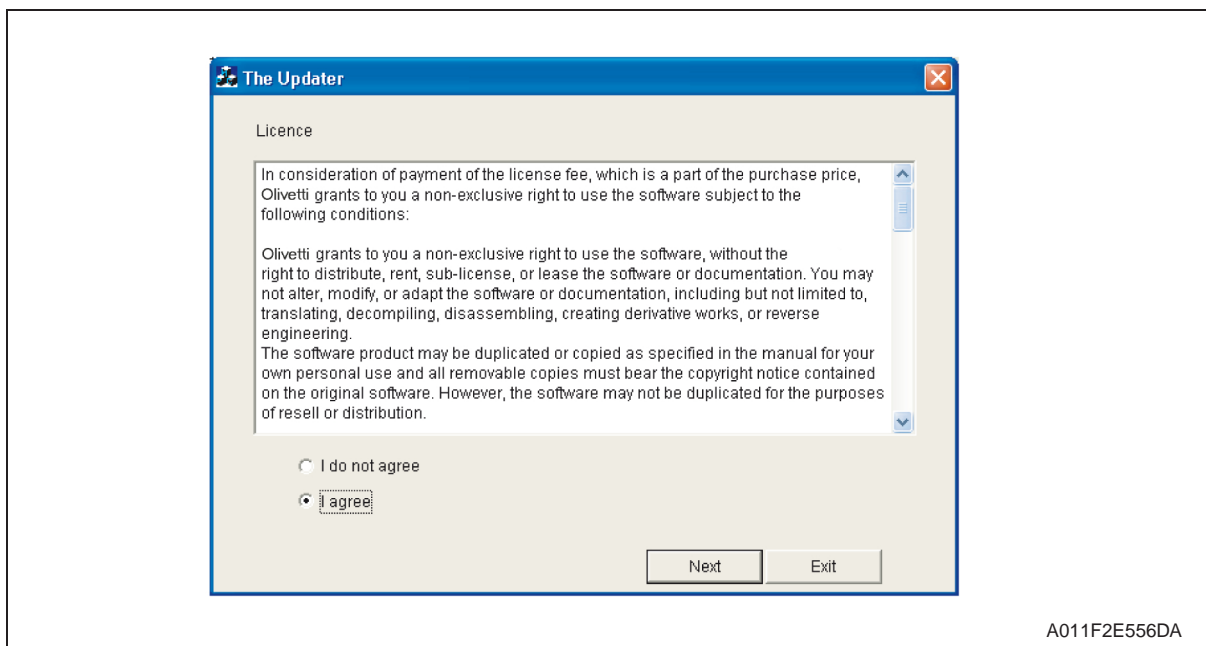 The Updater
Licence
In consideration of payment of the license fee, which is a part of the purchase price,
Olivetti grants to you a non-exclusive right to use the software subject to the
following conditions:
Olivetti grants to you a non-exclusive right to use the software, without the
right to distribute, rent, sub-license, or lease the software or documentation. You may
not alter, modify, or adapt the software or documentation, including but not limited to,
translating, decompiling, disassembling, creating derivative works, or reverse
engineering.
The software product may be duplicated or copied as specified in the manual for your
own personal use and all removable copies must bear the copyright notice contained
on the original software. However, the software may not be duplicated for the purposes
of resell or distribution.
I do not agree
I agree
Next Exit
A011F2E556DA